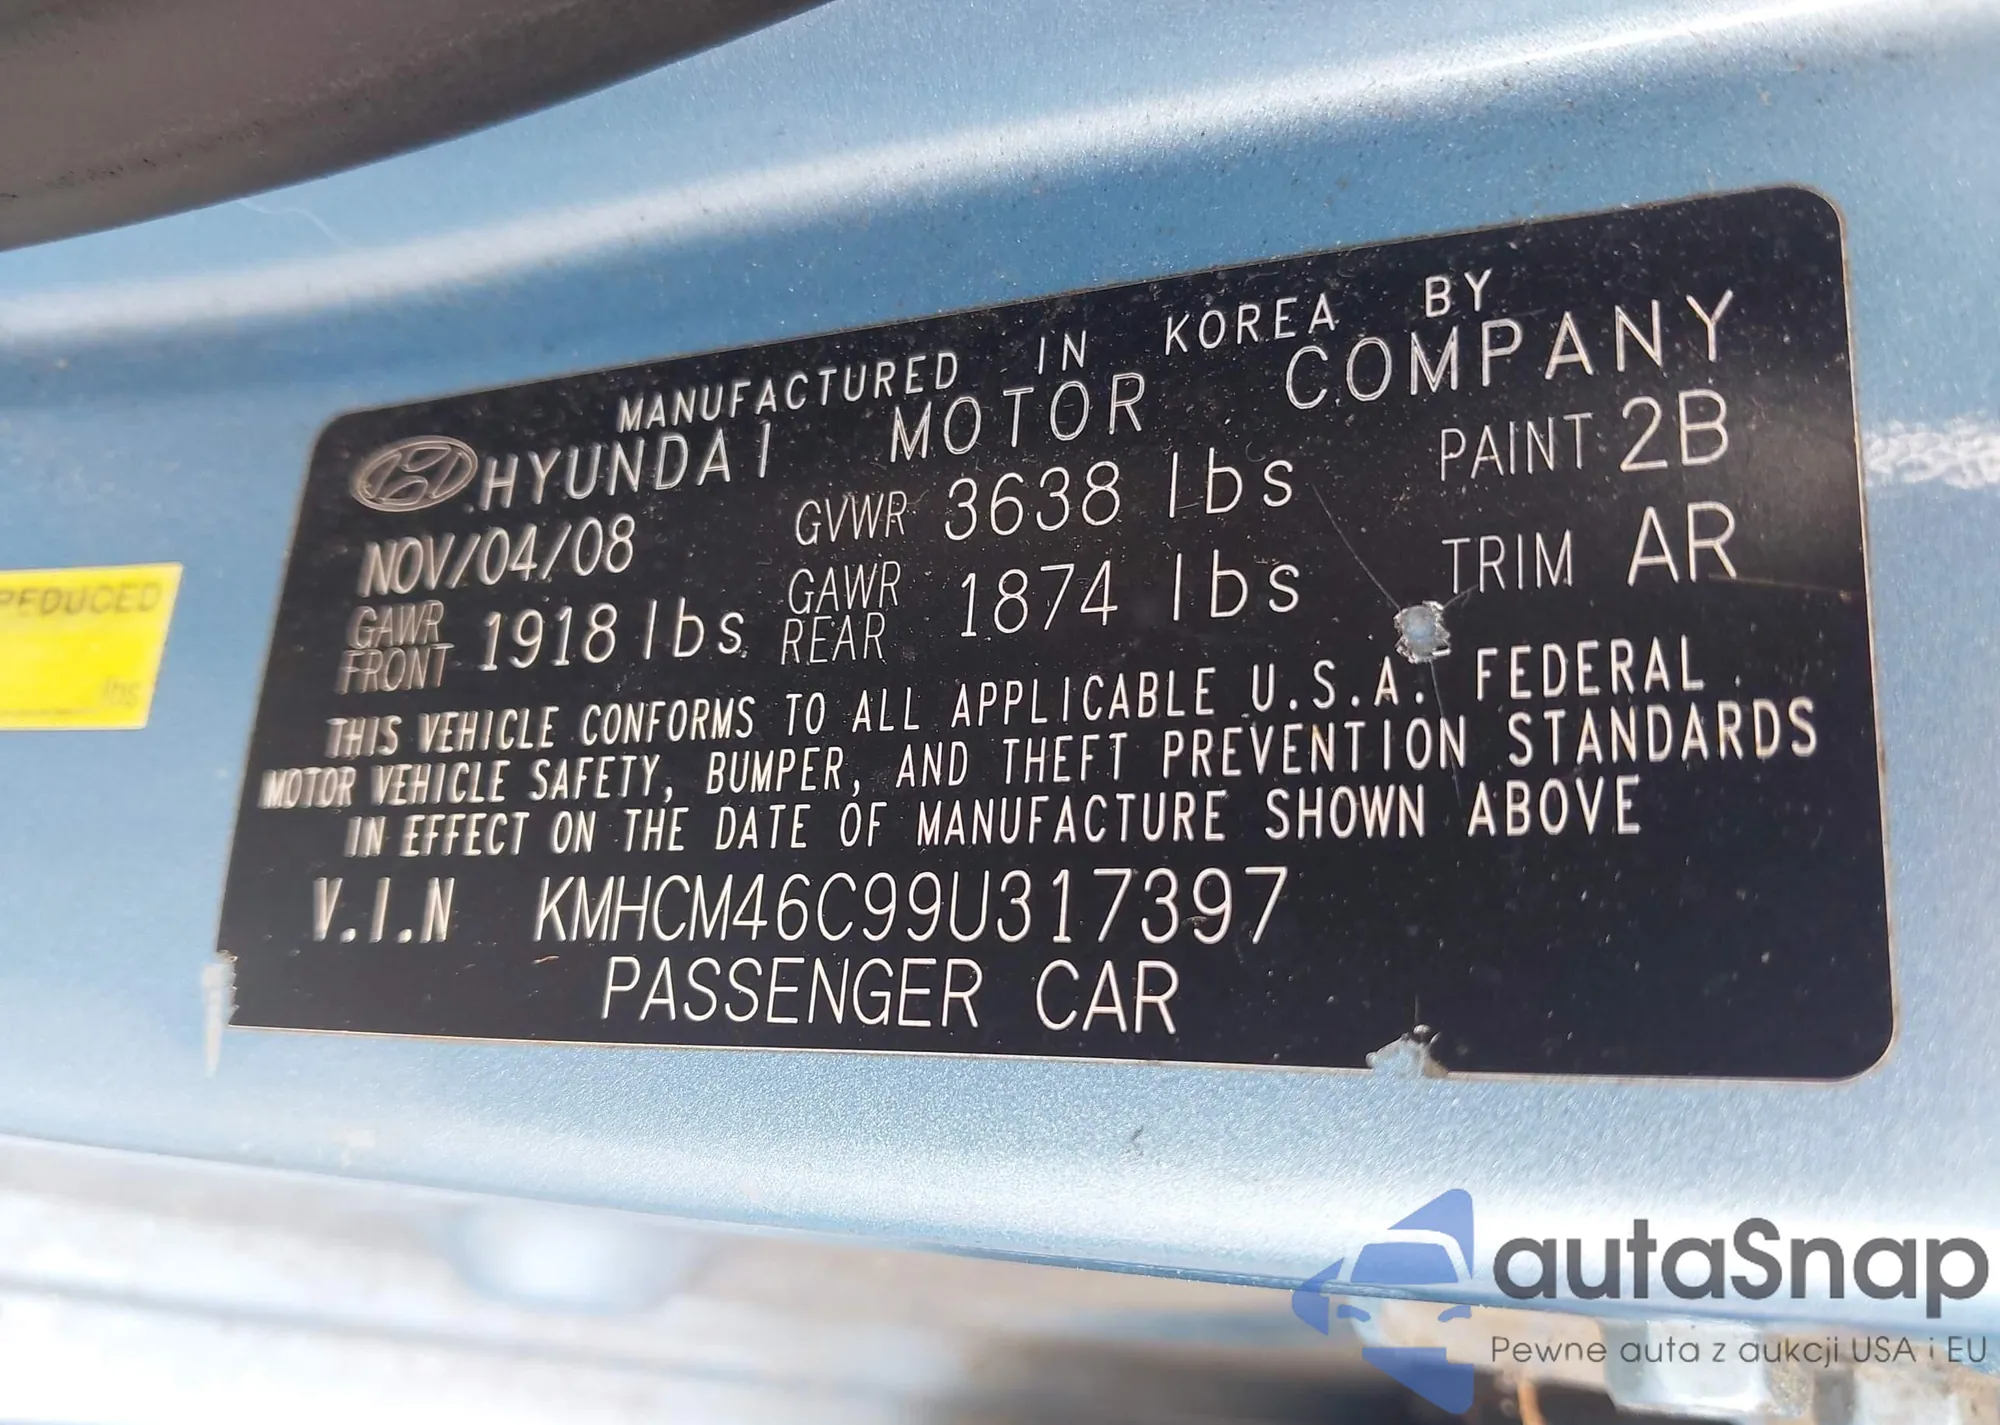 MANUFACTURED IN KOREA BY
HYUNDAI MOTOR COMPANY
NOV/04/08 GVWR 3638 lbs PAINT 2B
GAWR FRONT 1918 lbs GAWR REAR 1874 lbs TRIM AR
THIS VEHICLE CONFORMS TO ALL APPLICABLE U.S.A. FEDERAL
MOTOR VEHICLE SAFETY, BUMPER, AND THEFT PREVENTION STANDARDS
IN EFFECT ON THE DATE OF MANUFACTURE SHOWN ABOVE
V.I.N KMHCM46C99U317397
PASSENGER CAR
REDUCED
lbs
autaSnap
Pewne auta z aukcji USA i EU